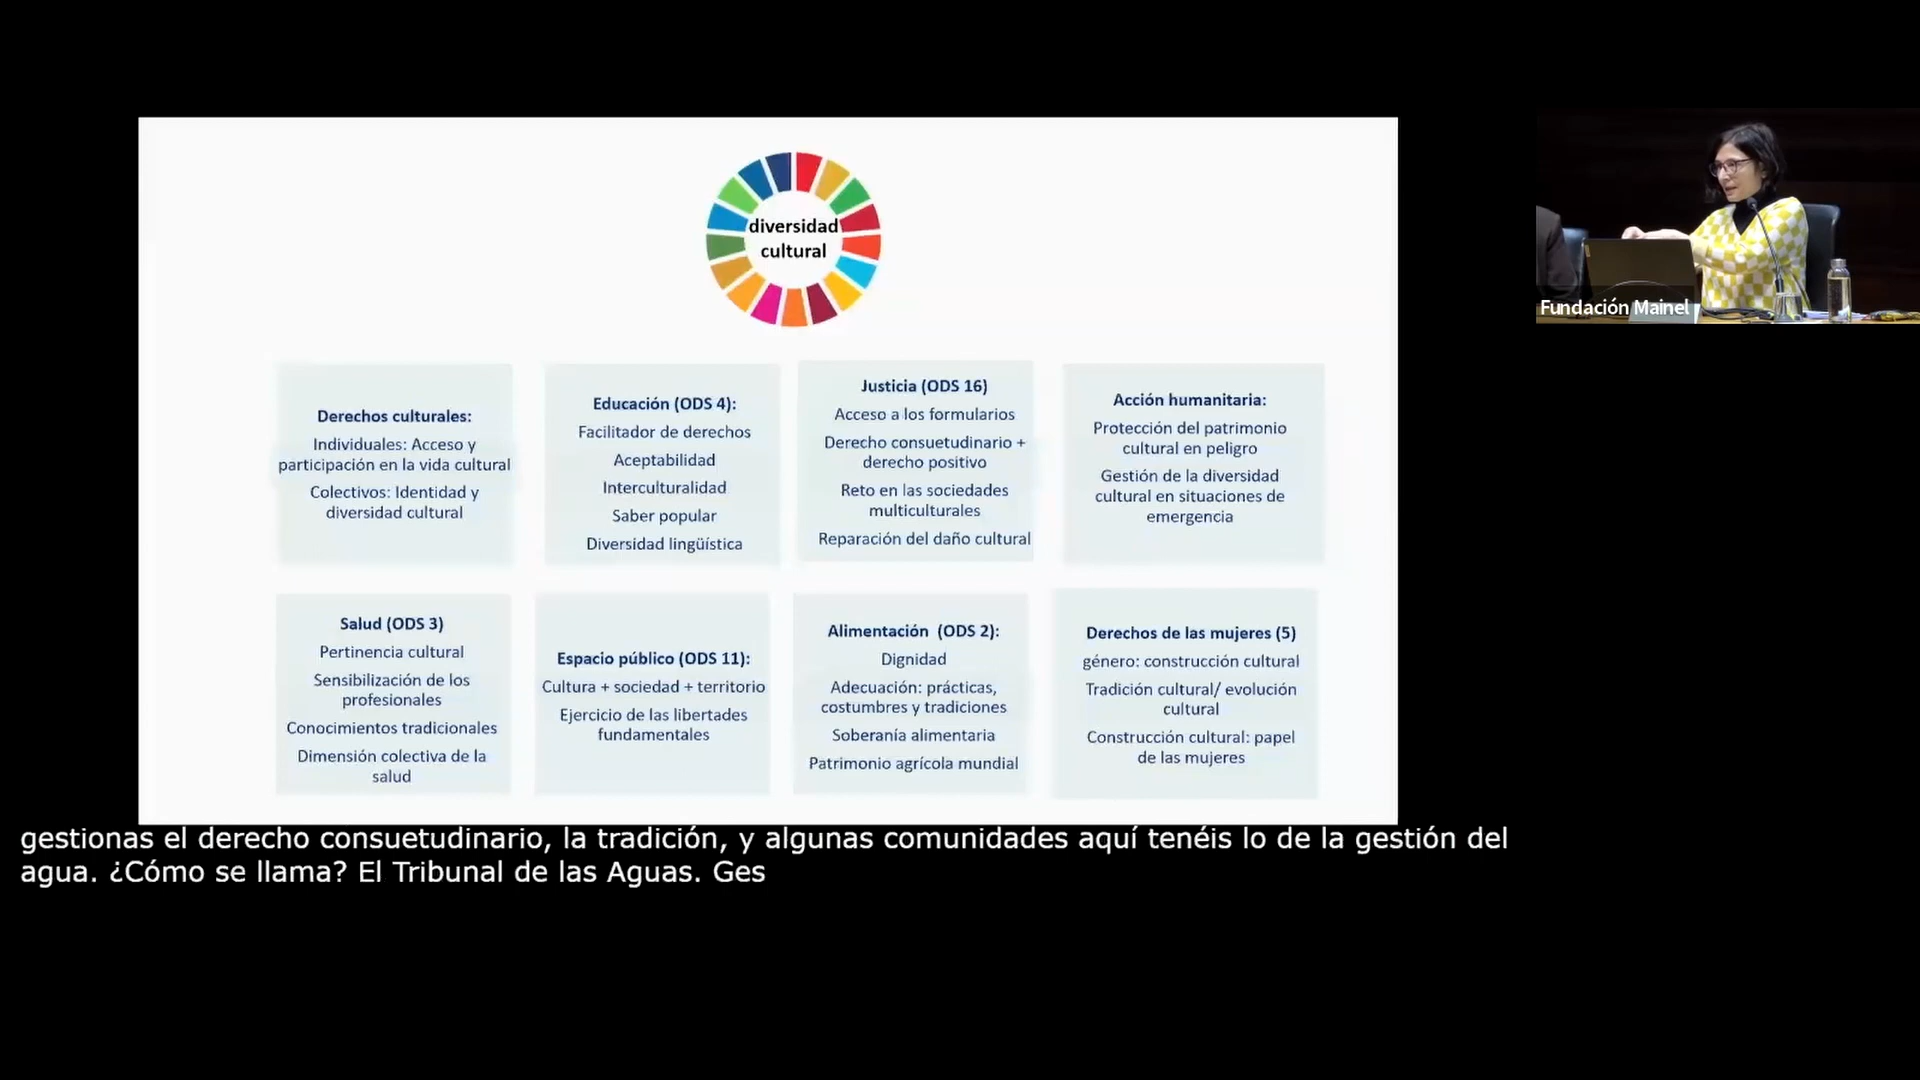 diversidad
cultural
Derechos culturales:
Individuales: Acceso y
participación en la vida cultural
Colectivos: Identidad y
diversidad cultural
Educación (ODS 4):
Facilitador de derechos
Aceptabilidad
Interculturalidad
Saber popular
Diversidad lingüística
Justicia (ODS 16)
Acceso a los formularios
Derecho consuetudinario +
derecho positivo
Reto en las sociedades
multiculturales
Reparación del daño cultural
Acción humanitaria:
Protección del patrimonio
cultural en peligro
Gestión de la diversidad
cultural en situaciones de
emergencia
Salud (ODS 3)
Pertinencia cultural
Sensibilización de los
profesionales
Conocimientos tradicionales
Dimensión colectiva de la
salud
Espacio público (ODS 11):
Cultura + sociedad + territorio
Ejercicio de las libertades
fundamentales
Alimentación (ODS 2):
Dignidad
Adecuación: prácticas,
costumbres y tradiciones
Soberanía alimentaria
Patrimonio agrícola mundial
Derechos de las mujeres (5)
género: construcción cultural
Tradición cultural/ evolución
cultural
Construcción cultural: papel
de las mujeres
Fundación Mainel
gestionas el derecho consuetudinario, la tradición, y algunas comunidades aquí tenéis lo de la gestión del
agua. ¿Cómo se llama? El Tribunal de las Aguas. Ges